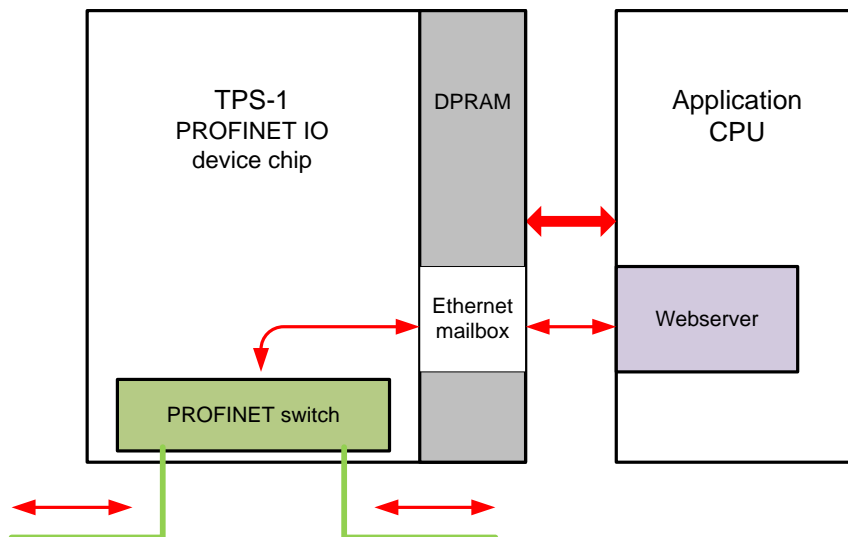 TPS-1
PROFINET IO
device chip
DPRAM
Application
CPU
Ethernet
mailbox
Webserver
PROFINET switch